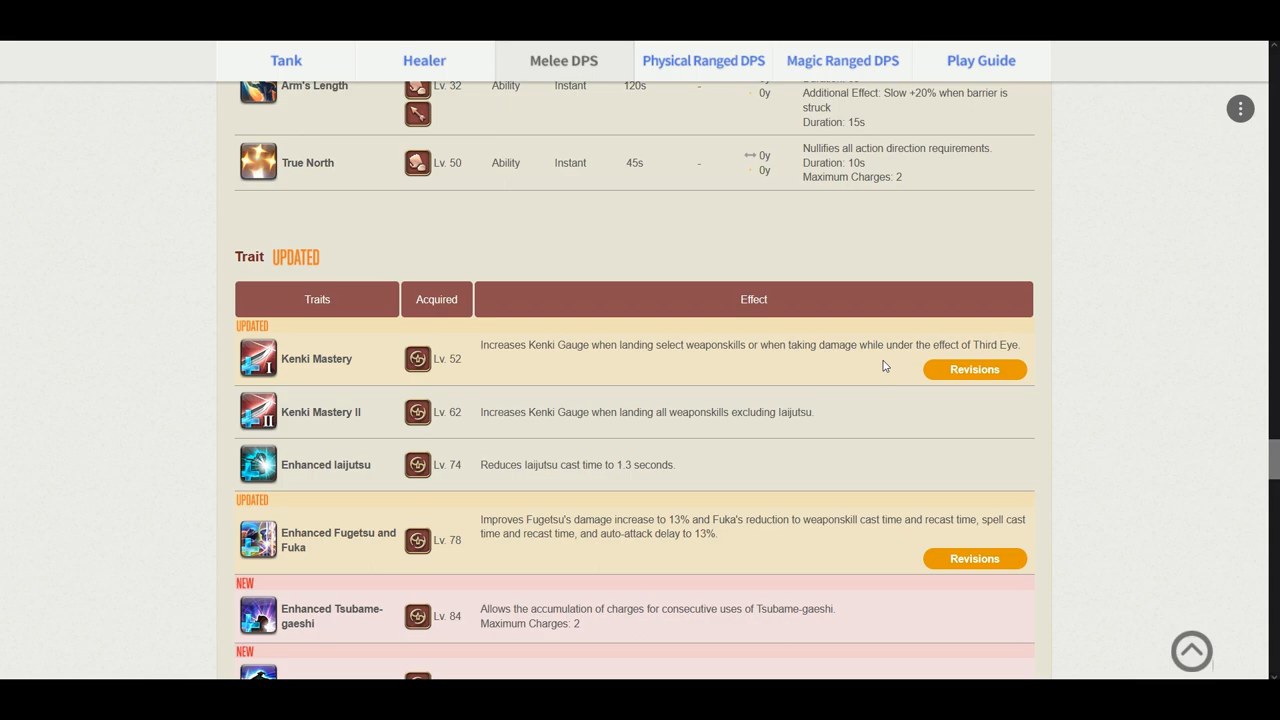 Tank Healer Melee DPS Physical Ranged DPS Magic Ranged DPS Play Guide
Arm's Length Lv. 32 Ability Instant 120s - 0y
Additional Effect: Slow +20% when barrier is
struck
Duration: 15s
True North Lv. 50 Ability Instant 45s - 0y
0y
Nullifies all action direction requirements.
Duration: 10s
Maximum Charges: 2
Trait UPDATED
Traits Acquired Effect
UPDATED
Kenki Mastery Lv. 52 Increases Kenki Gauge when landing select weaponskills or when taking damage while under the effect of Third Eye.
Revisions
Kenki Mastery II Lv. 62 Increases Kenki Gauge when landing all weaponskills excluding Iaijutsu.
Enhanced Iaijutsu Lv. 74 Reduces Iaijutsu cast time to 1.3 seconds.
UPDATED
Enhanced Fugetsu and
Fuka
Lv. 78
Improves Fugetsu's damage increase to 13% and Fuka's reduction to weaponskill cast time and recast time, spell cast
time and recast time, and auto-attack delay to 13%.
Revisions
NEW
Enhanced Tsubame-
gaeshi
Lv. 84
Allows the accumulation of charges for consecutive uses of Tsubame-gaeshi.
Maximum Charges: 2
NEW